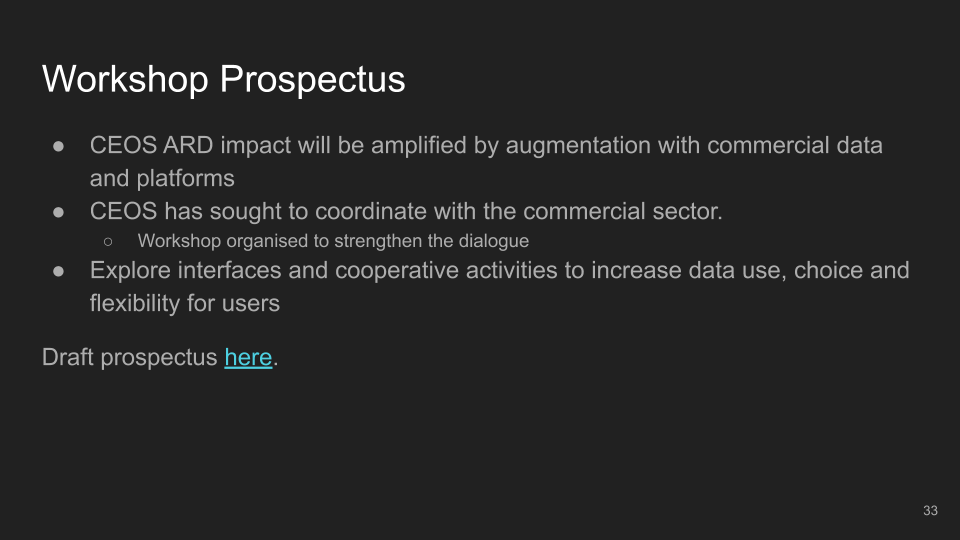 Workshop Prospectus
● CEOS ARD impact will be amplified by augmentation with commercial data
and platforms
● CEOS has sought to coordinate with the commercial sector.
○ Workshop organised to strengthen the dialogue
● Explore interfaces and cooperative activities to increase data use, choice and
flexibility for users
Draft prospectus here.
33